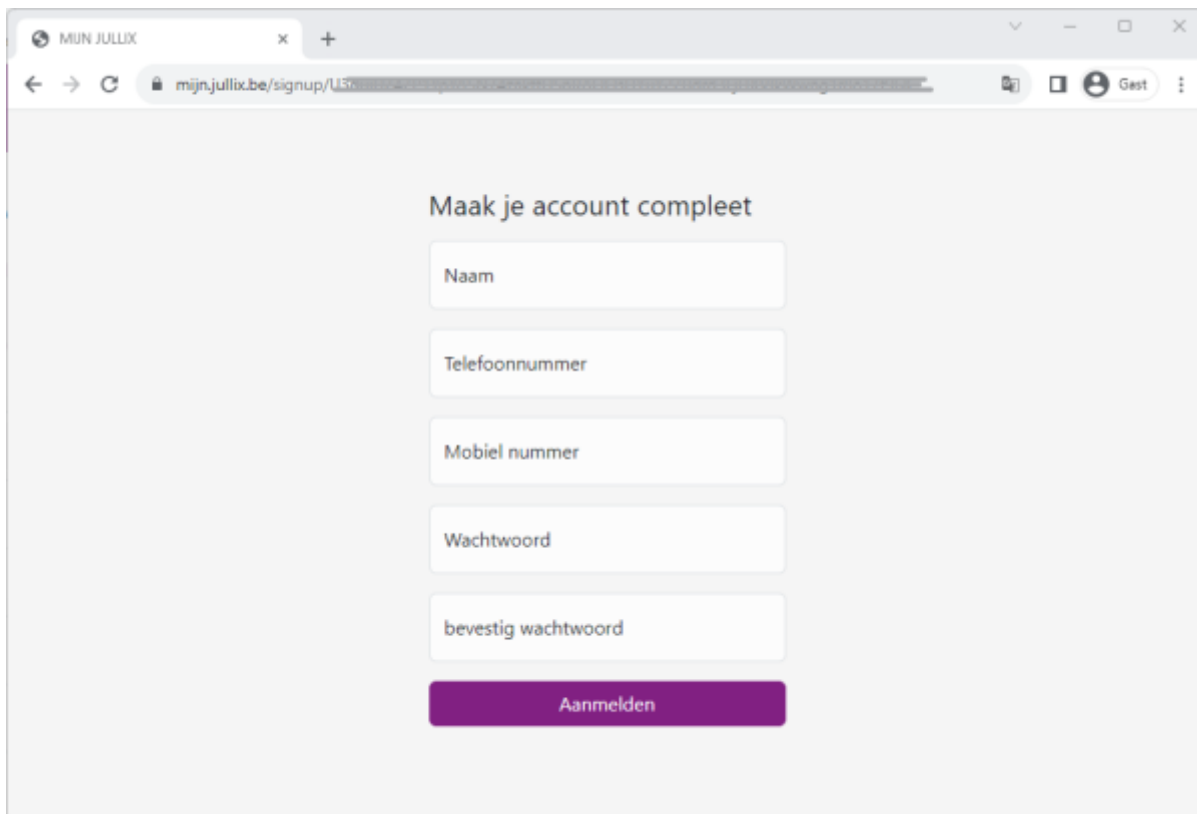 MIJN JULLIX
mijn.jullix.be/signup/
Gast
Maak je account compleet
Naam
Telefoonnummer
Mobiel nummer
Wachtwoord
bevestig wachtwoord
Aanmelden